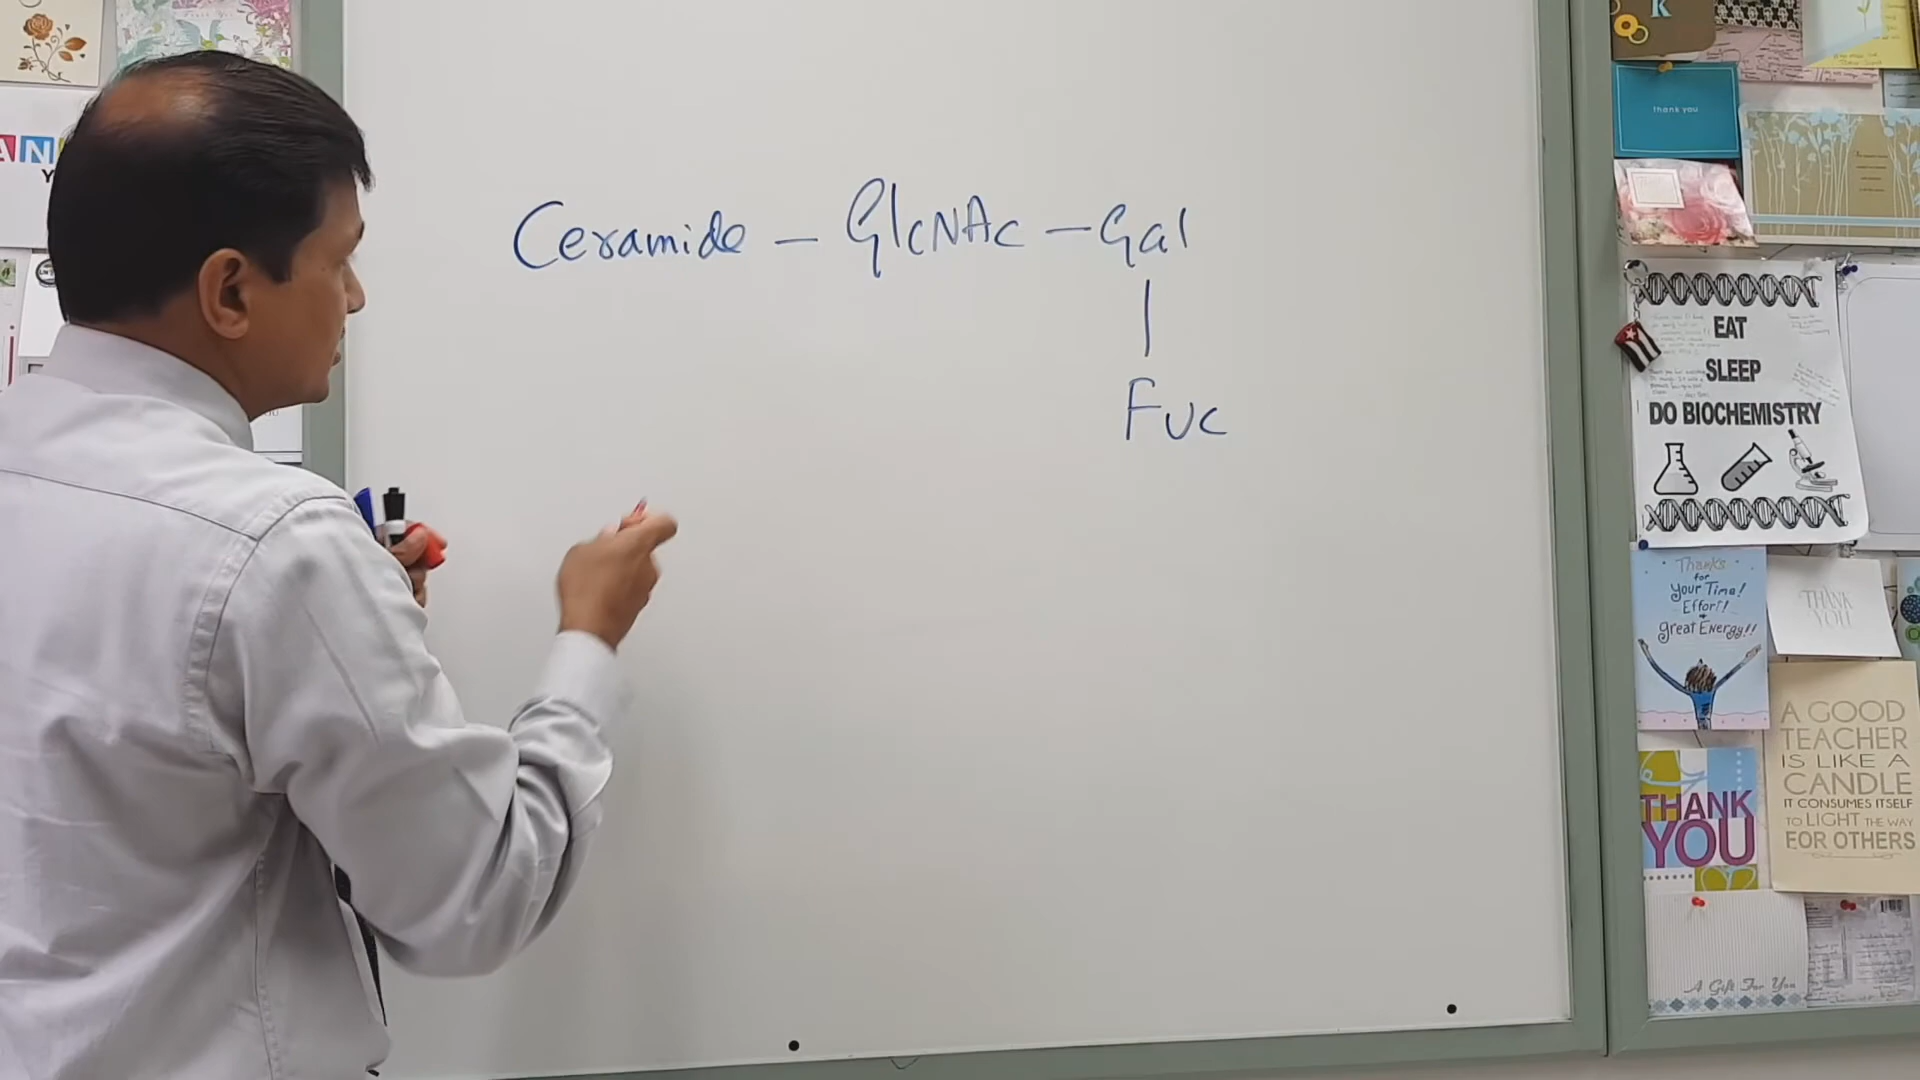 Ceramide - GlcNAc - Gal
Fuc
K
thank you
EAT
SLEEP
DO BIOCHEMISTRY
Thanks
for
your Time!
Effort!
+
great Energy!!
THANK
YOU
A GOOD
TEACHER
IS LIKE A
CANDLE
IT CONSUMES ITSELF
TO LIGHT THE WAY
FOR OTHERS
THANK
YOU
A Gift For You